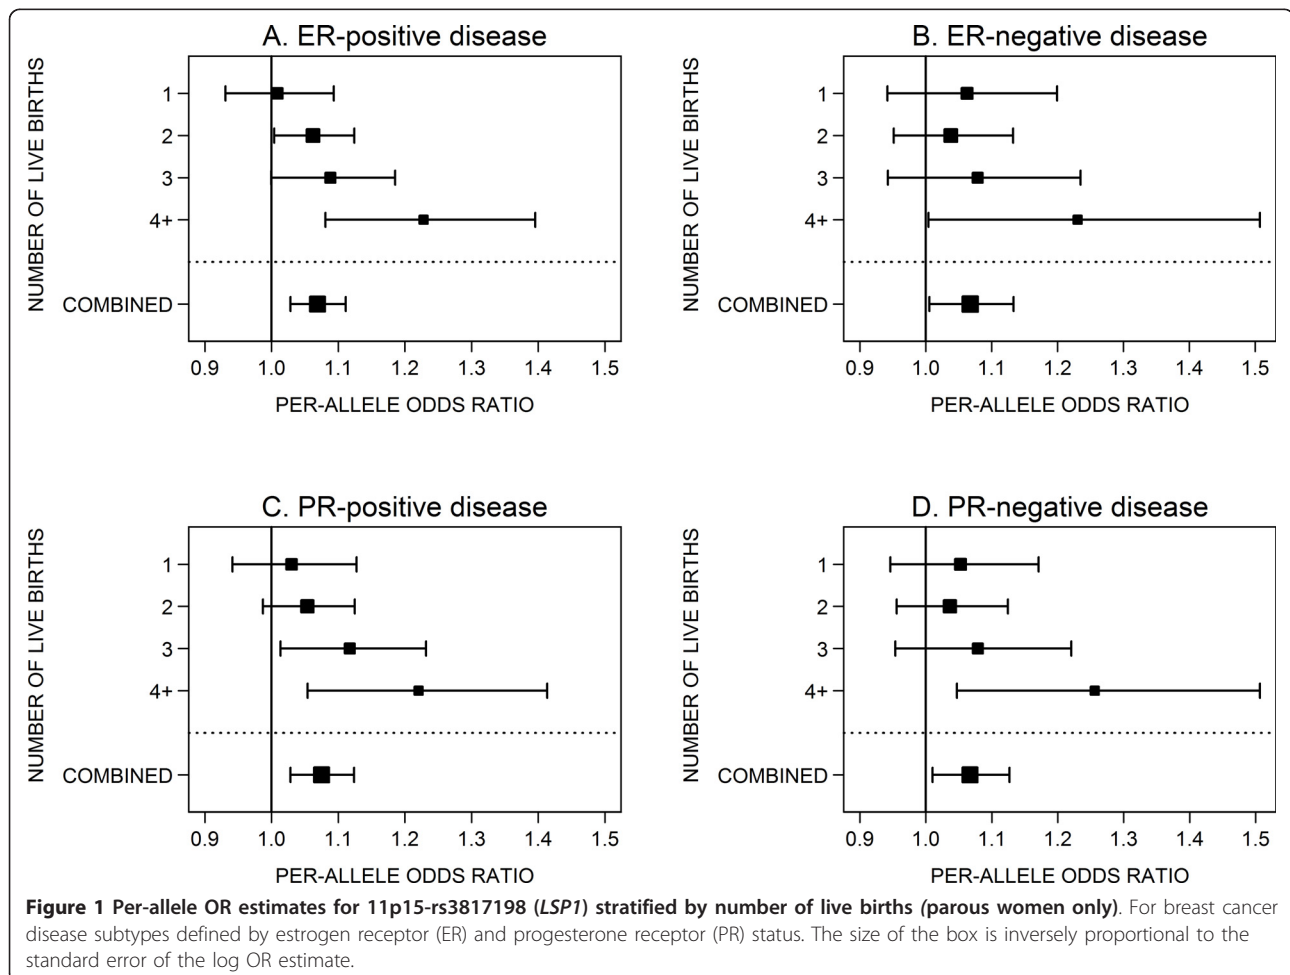 A. ER-positive disease
NUMBER OF LIVE BIRTHS
1
2
3
4+
COMBINED
0.9 1.0 1.1 1.2 1.3 1.4 1.5
PER-ALLELE ODDS RATIO
B. ER-negative disease
NUMBER OF LIVE BIRTHS
1
2
3
4+
COMBINED
0.9 1.0 1.1 1.2 1.3 1.4 1.5
PER-ALLELE ODDS RATIO
C. PR-positive disease
NUMBER OF LIVE BIRTHS
1
2
3
4+
COMBINED
0.9 1.0 1.1 1.2 1.3 1.4 1.5
PER-ALLELE ODDS RATIO
D. PR-negative disease
NUMBER OF LIVE BIRTHS
1
2
3
4+
COMBINED
0.9 1.0 1.1 1.2 1.3 1.4 1.5
PER-ALLELE ODDS RATIO
Figure 1 Per-allele OR estimates for 11p15-rs3817198 (LSP1) stratified by number of live births (parous women only). For breast cancer
disease subtypes defined by estrogen receptor (ER) and progesterone receptor (PR) status. The size of the box is inversely proportional to the
standard error of the log OR estimate.